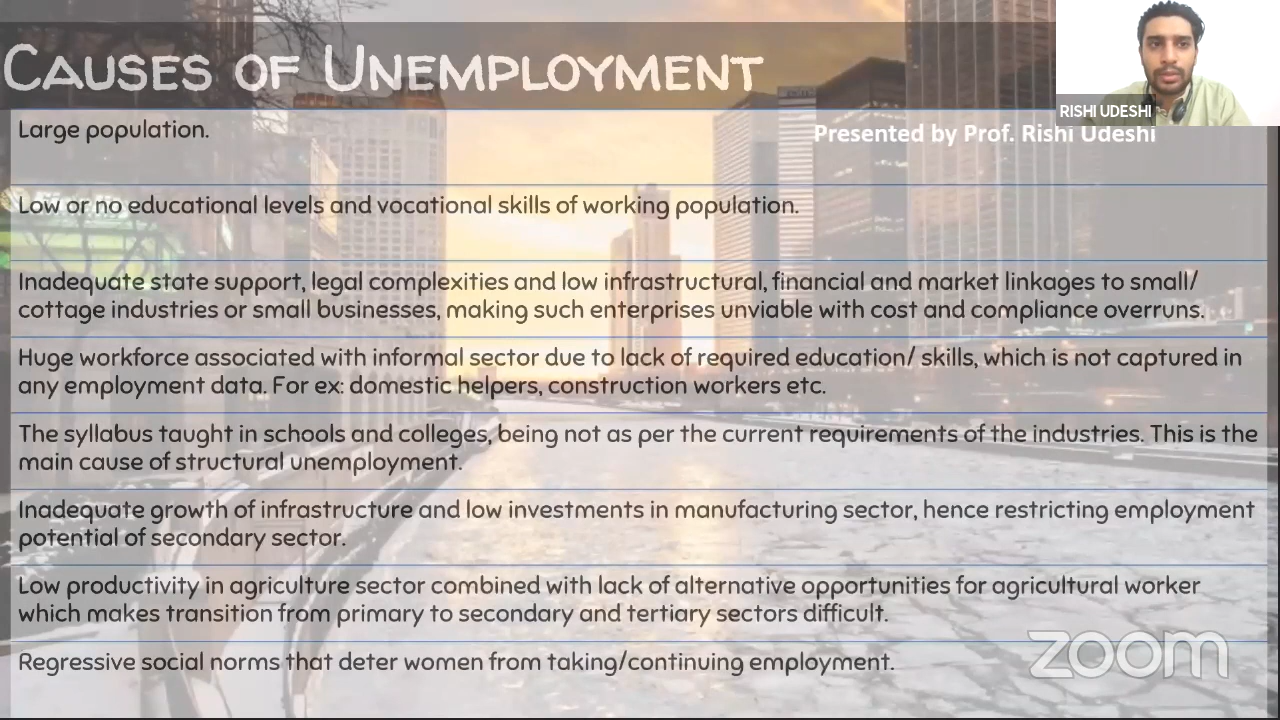 CAUSES OF UNEMPLOYMENT
RISHI UDESHI
Presented by Prof. Rishi Udeshi
Large population.
Low or no educational levels and vocational skills of working population.
Inadequate state support, legal complexities and low infrastructural, financial and market linkages to small/
cottage industries or small businesses, making such enterprises unviable with cost and compliance overruns.
Huge workforce associated with informal sector due to lack of required education/ skills, which is not captured in
any employment data. For ex: domestic helpers, construction workers etc.
The syllabus taught in schools and colleges, being not as per the current requirements of the industries. This is the
main cause of structural unemployment.
Inadequate growth of infrastructure and low investments in manufacturing sector, hence restricting employment
potential of secondary sector.
Low productivity in agriculture sector combined with lack of alternative opportunities for agricultural worker
which makes transition from primary to secondary and tertiary sectors difficult.
Regressive social norms that deter women from taking/continuing employment.
zoom